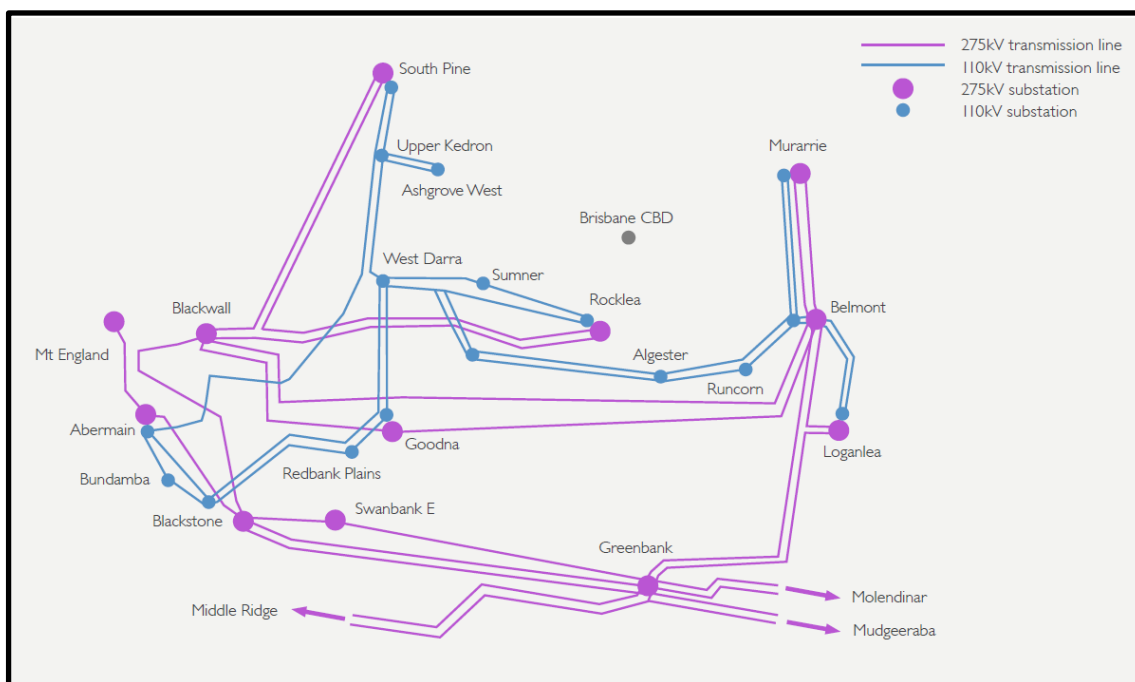 275kV transmission line
110kV transmission line
275kV substation
110kV substation
South Pine
Upper Kedron
Ashgrove West
Murarrie
Brisbane CBD
West Darra
Sumner
Rocklea
Blackwall
Belmont
Mt England
Algester
Runcorn
Abermain
Goodna
Loganlea
Redbank Plains
Bundamba
Blackstone
Swanbank E
Greenbank
Middle Ridge
Molendinar
Mudgeeraba